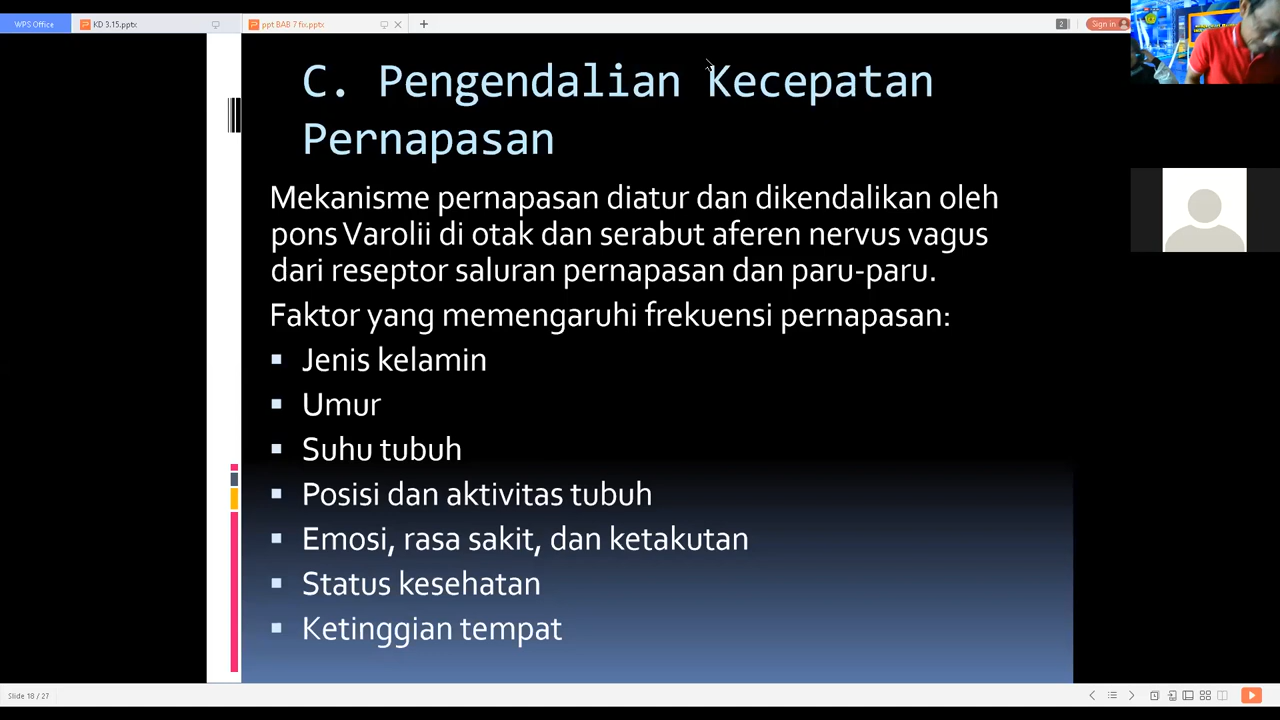 WPS Office
KD 3.15.pptx
ppt BAB 7 fix.pptx
2
Sign in
C. Pengendalian Kecepatan
Pernapasan
Mekanisme pernapasan diatur dan dikendalikan oleh
pons Varolii di otak dan serabut aferen nervus vagus
dari reseptor saluran pernapasan dan paru-paru.
Faktor yang memengaruhi frekuensi pernapasan:
Jenis kelamin
Umur
Suhu tubuh
Posisi dan aktivitas tubuh
Emosi, rasa sakit, dan ketakutan
Status kesehatan
Ketinggian tempat
Slide 18 / 27